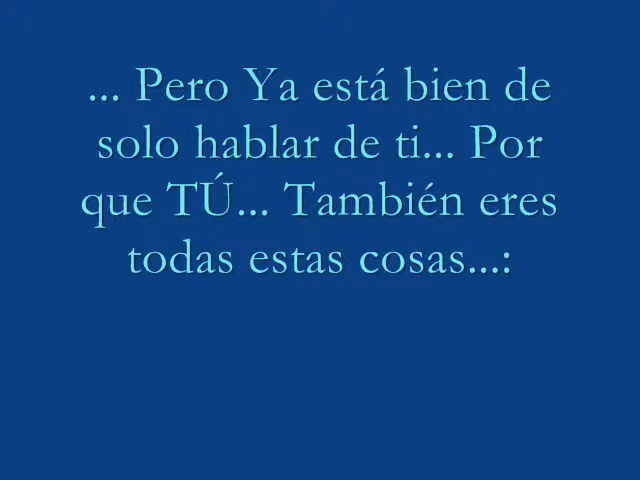 ... Pero Ya está bien de
solo hablar de ti... Por
que TÚ... También eres
todas estas cosas...: